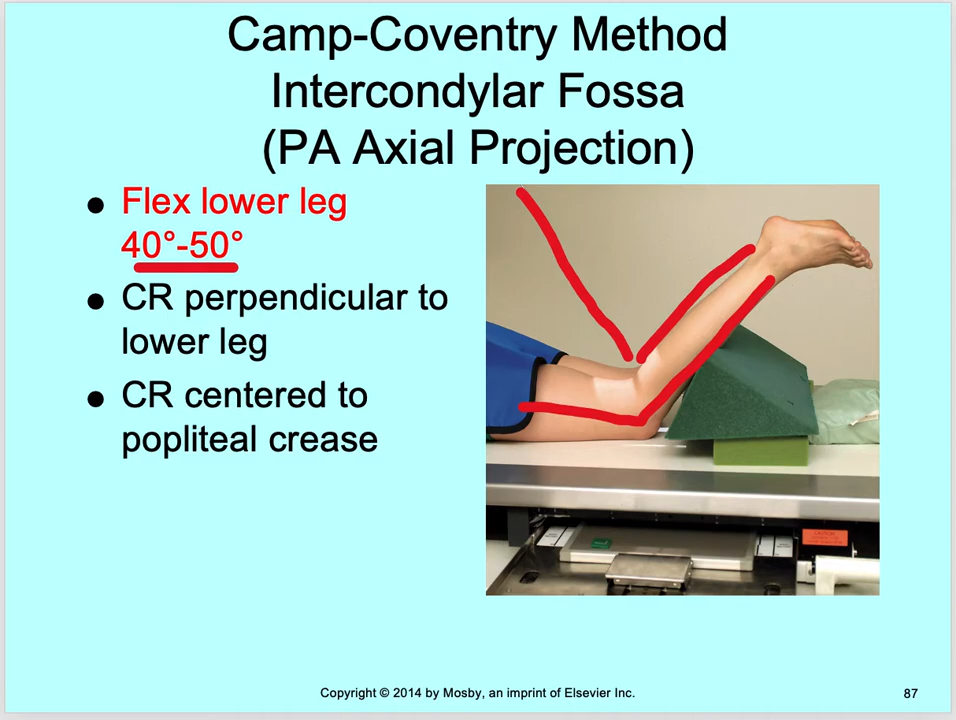 Camp-Coventry Method
Intercondylar Fossa
(PA Axial Projection)
● Flex lower leg
40°-50°
● CR perpendicular to
lower leg
● CR centered to
popliteal crease
Copyright © 2014 by Mosby, an imprint of Elsevier Inc.
87